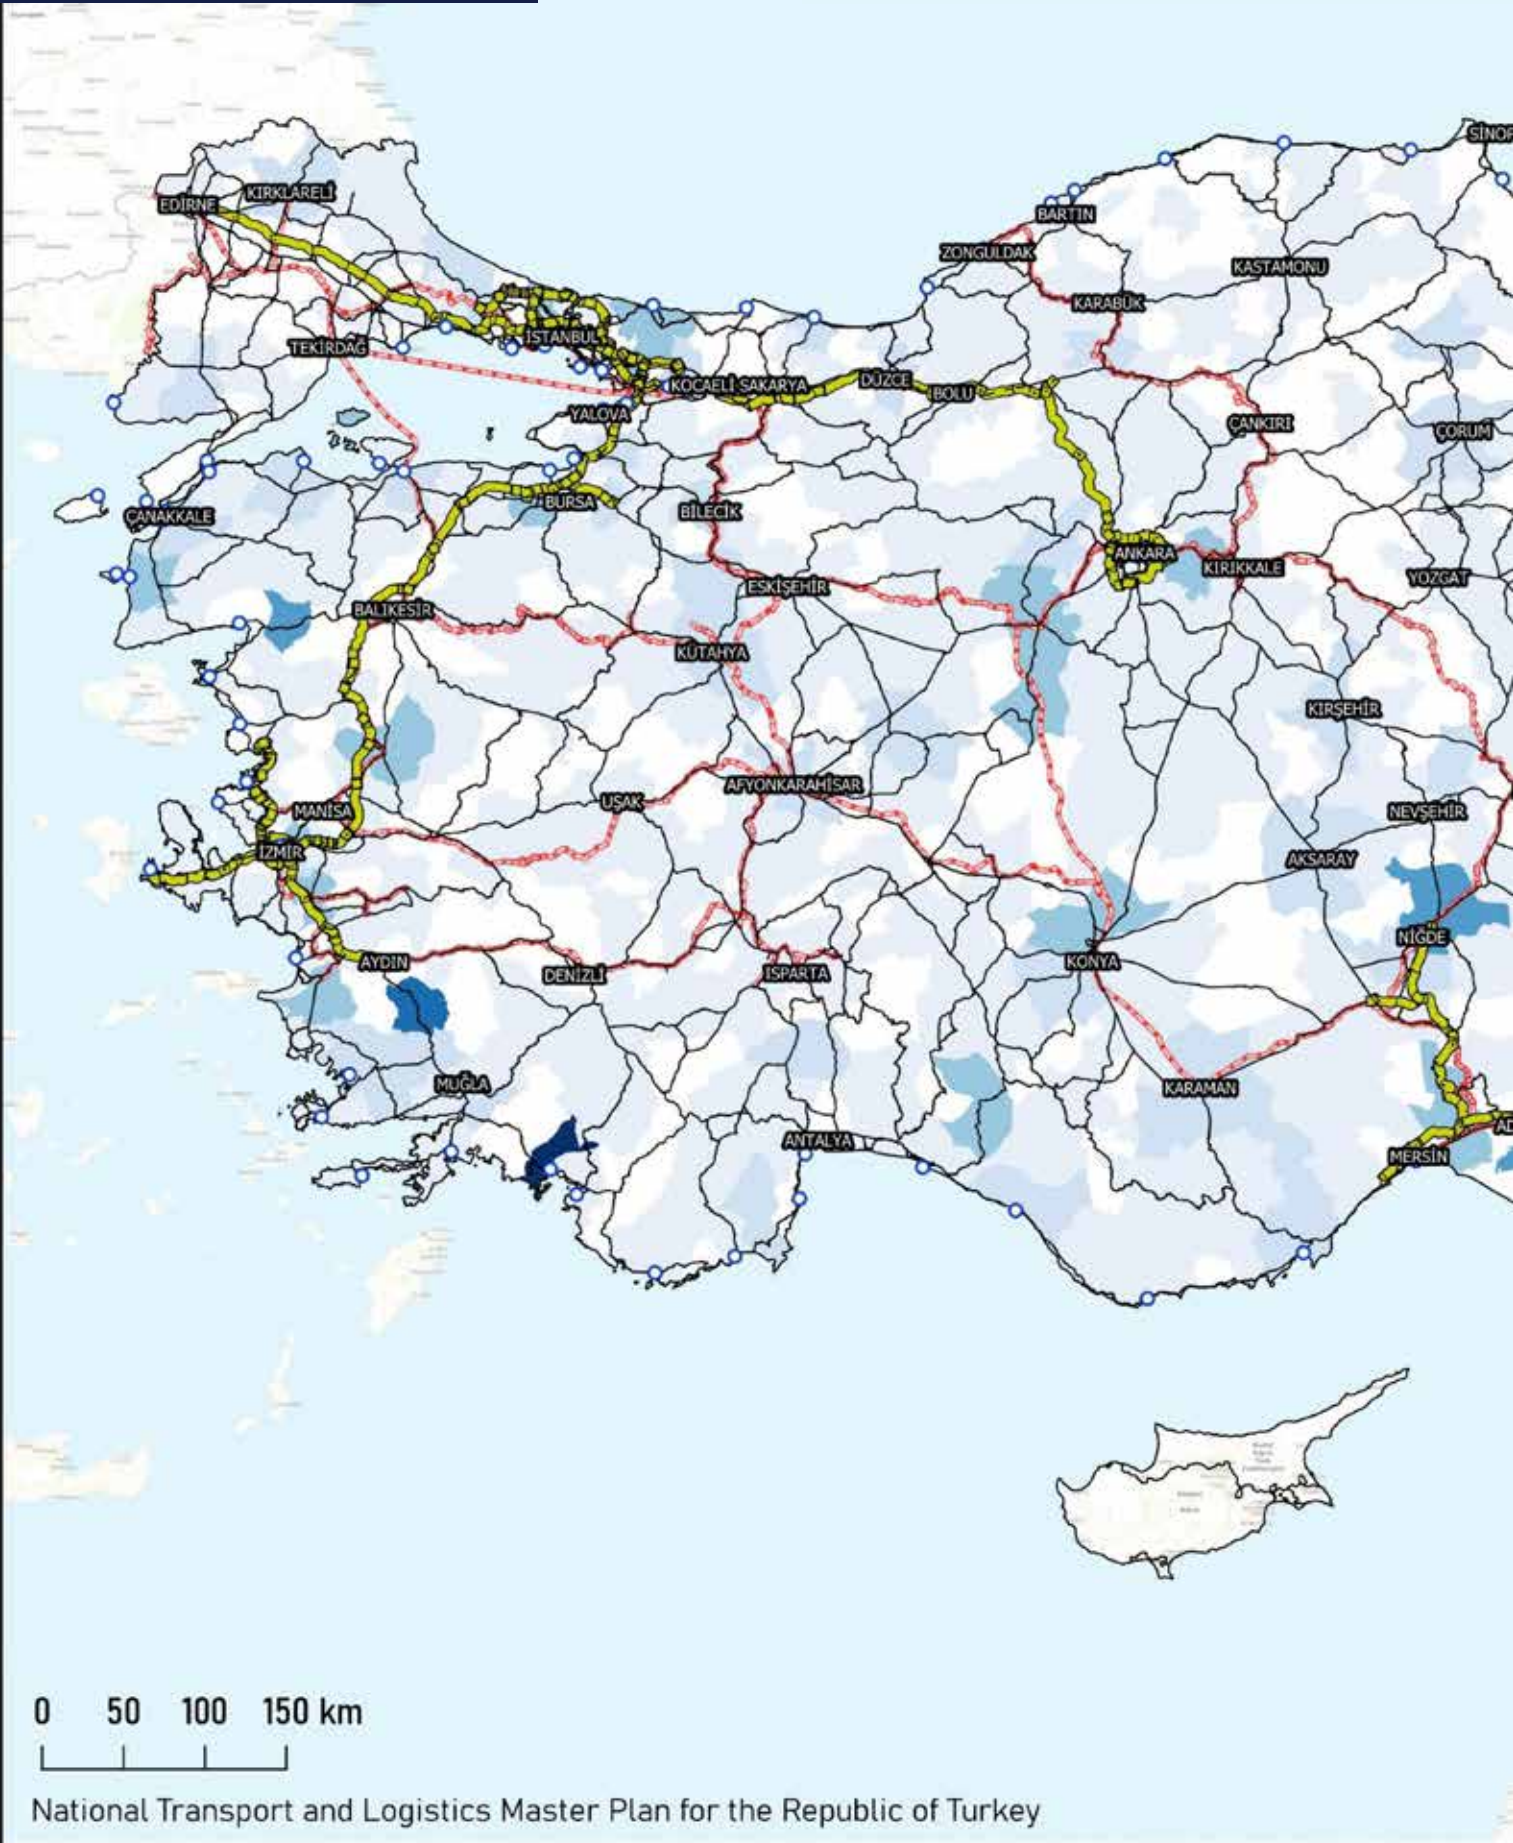 SİNOP
KIRKLARELİ
EDİRNE
BARTIN
ZONGULDAK
KASTAMONU
KARABÜK
İSTANBUL
TEKİRDAĞ
KOCAELİ SAKARYA
DÜZCE
BOLU
YALOVA
ÇANKIRI
ÇORUM
BURSA
BİLECİK
ÇANAKKALE
ANKARA
KIRIKKALE
YOZGAT
ESKİŞEHİR
BALIKESİR
KÜTAHYA
KIRŞEHİR
AFYONKARAHİSAR
UŞAK
MANİSA
NEVŞEHİR
İZMİR
AKSARAY
NİĞDE
AYDIN
DENİZLİ
ISPARTA
KONYA
MUĞLA
KARAMAN
AD
ANTALYA
MERSİN
0 50 100 150 km
National Transport and Logistics Master Plan for the Republic of Turkey